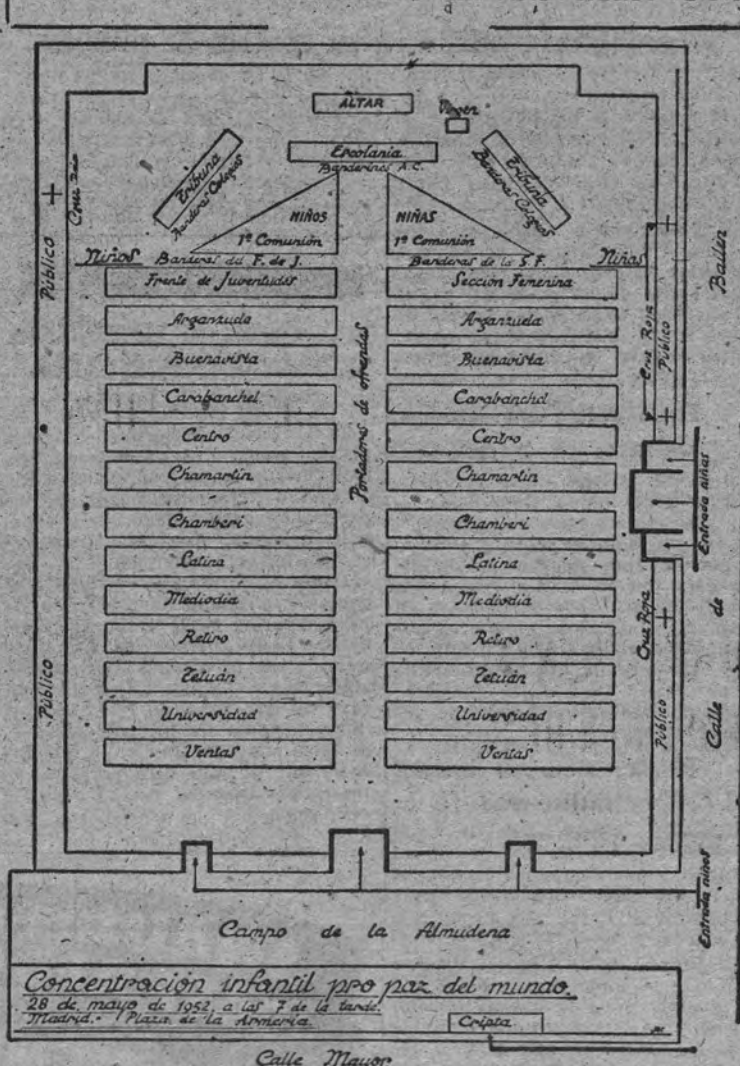 ALTAR
Virgen
Escolanía
Banderines A.C.
Tribuna
Banderas Colegios
Tribuna
Banderas Colegios
NIÑOS
1ª Comunión
NIÑAS
1ª Comunión
Niños
Banderas del F. de J.
Banderas de la S.F.
Niñas
Frente de Juventudes
Sección Femenina
Arganzuela
Arganzuela
Buenavista
Buenavista
Carabanchel
Carabanchel
Centro
Centro
Chamartín
Chamartín
Chamberí
Chamberí
Latina
Latina
Mediodía
Mediodía
Retiro
Retiro
Tetuán
Tetuán
Universidad
Universidad
Ventas
Ventas
Portadores de ofrendas
Público
Público
Cruz Roja
Público
Cruz Roja
Público
Entrada niñas
Entrada niños
Calle de Bailén
Campo de la Almudena
Concentración infantil pro paz del mundo.
28 de mayo de 1952, a las 7 de la tarde.
Madrid.- Plaza de la Armería.
Cripta
Calle Mayor